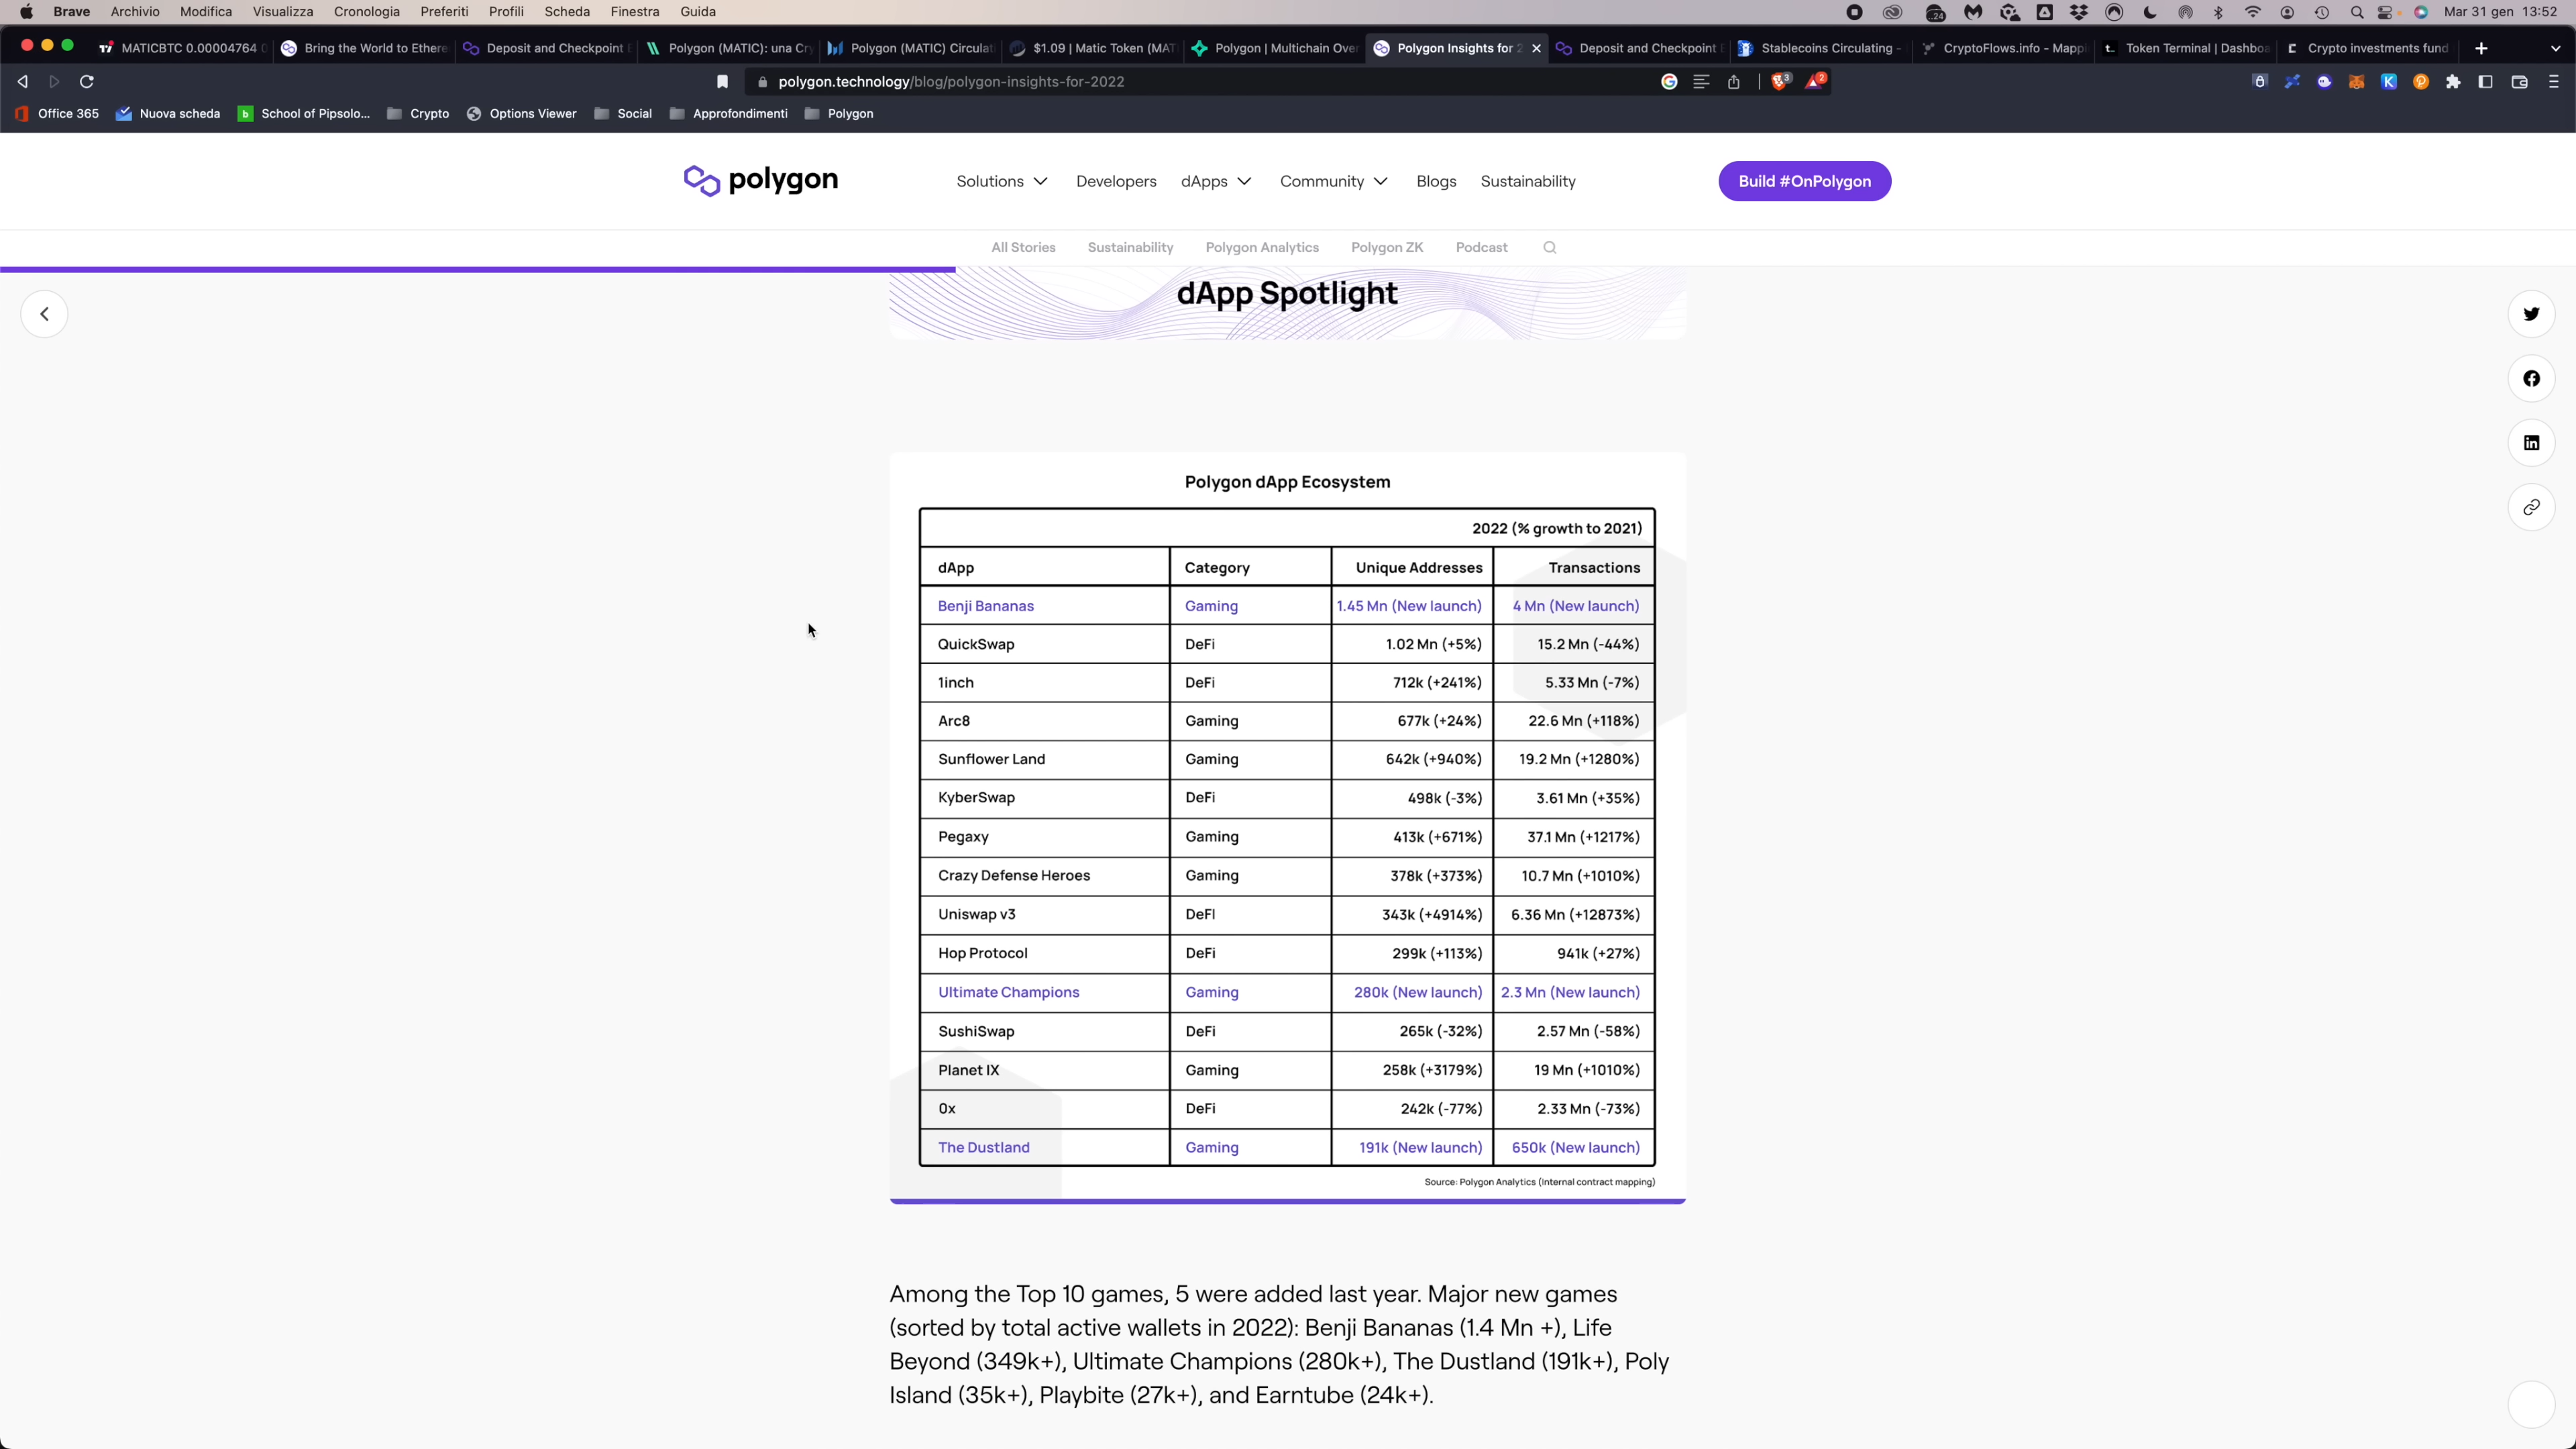 Brave Archivio Modifica Visualizza Cronologia Preferiti Profili Scheda Finestra Guida Mar 31 gen 13:52
MATICBTC 0.00004764 Bring the World to Ethere Deposit and Checkpoint Polygon (MATIC): una Cry Polygon (MATIC) Circulat $1.09 | Matic Token (MAT Polygon | Multichain Over Polygon Insights for 2 Deposit and Checkpoint Stablecoins Circulating - CryptoFlows.info - Mappi Token Terminal | Dashboa Crypto investments fund
polygon.technology/blog/polygon-insights-for-2022
Office 365 Nuova scheda School of Pipsolo... Crypto Options Viewer Social Approfondimenti Polygon
polygon Solutions Developers dApps Community Blogs Sustainability Build #OnPolygon
All Stories Sustainability Polygon Analytics Polygon ZK Podcast
dApp Spotlight
Polygon dApp Ecosystem
2022 (% growth to 2021)
dApp Category Unique Addresses Transactions
Benji Bananas Gaming 1.45 Mn (New launch) 4 Mn (New launch)
QuickSwap DeFi 1.02 Mn (+5%) 15.2 Mn (-44%)
1inch DeFi 712k (+241%) 5.33 Mn (-7%)
Arc8 Gaming 677k (+24%) 22.6 Mn (+118%)
Sunflower Land Gaming 642k (+940%) 19.2 Mn (+1280%)
KyberSwap DeFi 498k (-3%) 3.61 Mn (+35%)
Pegaxy Gaming 413k (+671%) 37.1 Mn (+1217%)
Crazy Defense Heroes Gaming 378k (+373%) 10.7 Mn (+1010%)
Uniswap v3 DeFI 343k (+4914%) 6.36 Mn (+12873%)
Hop Protocol DeFi 299k (+113%) 941k (+27%)
Ultimate Champions Gaming 280k (New launch) 2.3 Mn (New launch)
SushiSwap DeFi 265k (-32%) 2.57 Mn (-58%)
Planet IX Gaming 258k (+3179%) 19 Mn (+1010%)
0x DeFi 242k (-77%) 2.33 Mn (-73%)
The Dustland Gaming 191k (New launch) 650k (New launch)
Source: Polygon Analytics (Internal contract mapping)
Among the Top 10 games, 5 were added last year. Major new games
(sorted by total active wallets in 2022): Benji Bananas (1.4 Mn +), Life
Beyond (349k+), Ultimate Champions (280k+), The Dustland (191k+), Poly
Island (35k+), Playbite (27k+), and Earntube (24k+).